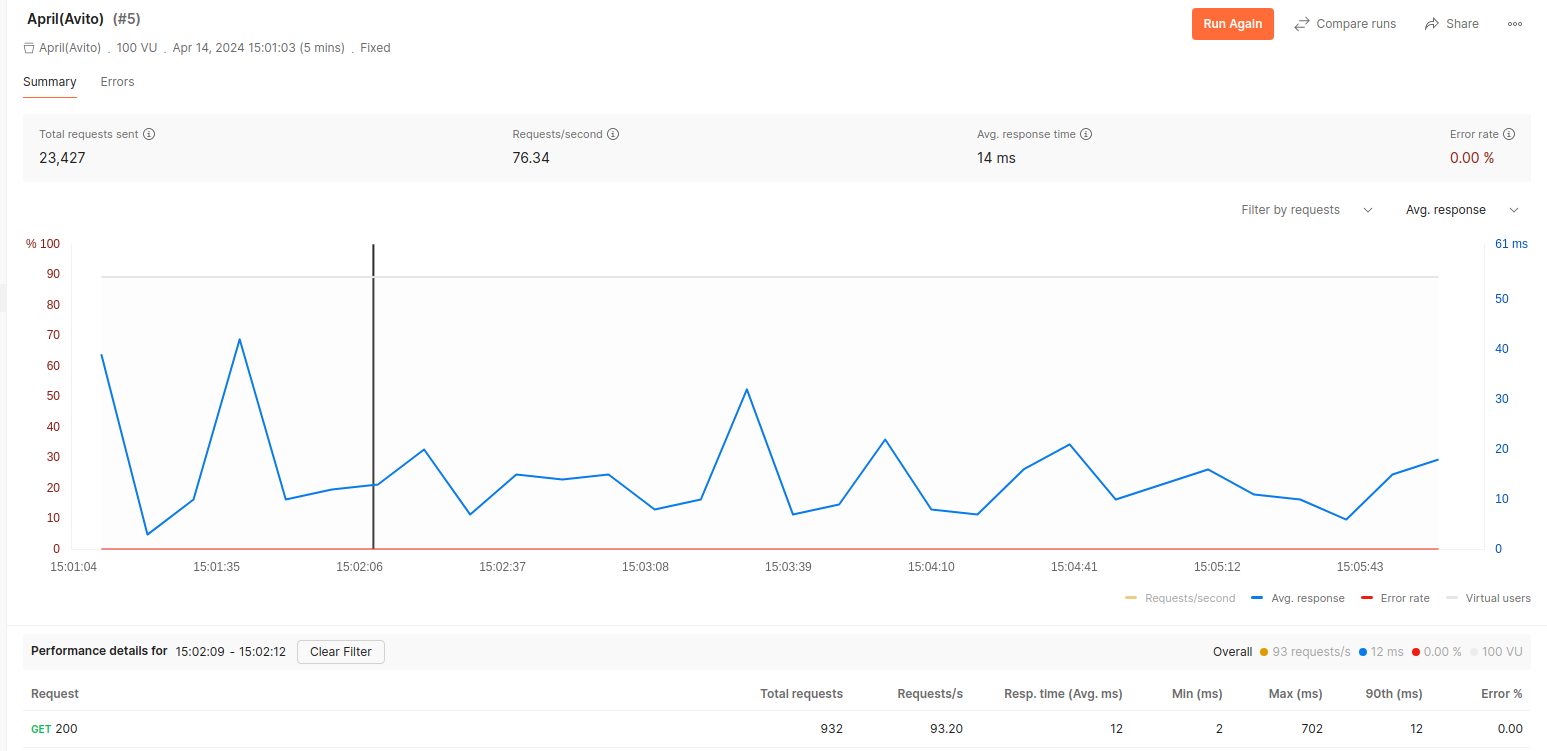 April(Avito) (#5)
Run Again Compare runs Share
April(Avito) . 100 VU . Apr 14, 2024 15:01:03 (5 mins) . Fixed
Summary Errors
Total requests sent Requests/second Avg. response time Error rate
23,427 76.34 14 ms 0.00 %
Filter by requests Avg. response
% 100 61 ms
90
80 50
70
60 40
50
40 30
30 20
20
10 10
0 0
15:01:04 15:01:35 15:02:06 15:02:37 15:03:08 15:03:39 15:04:10 15:04:41 15:05:12 15:05:43
Requests/second Avg. response Error rate Virtual users
Performance details for 15:02:09 - 15:02:12 Clear Filter Overall 93 requests/s 12 ms 0.00 % 100 VU
Request Total requests Requests/s Resp. time (Avg. ms) Min (ms) Max (ms) 90th (ms) Error %
GET 200 932 93.20 12 2 702 12 0.00